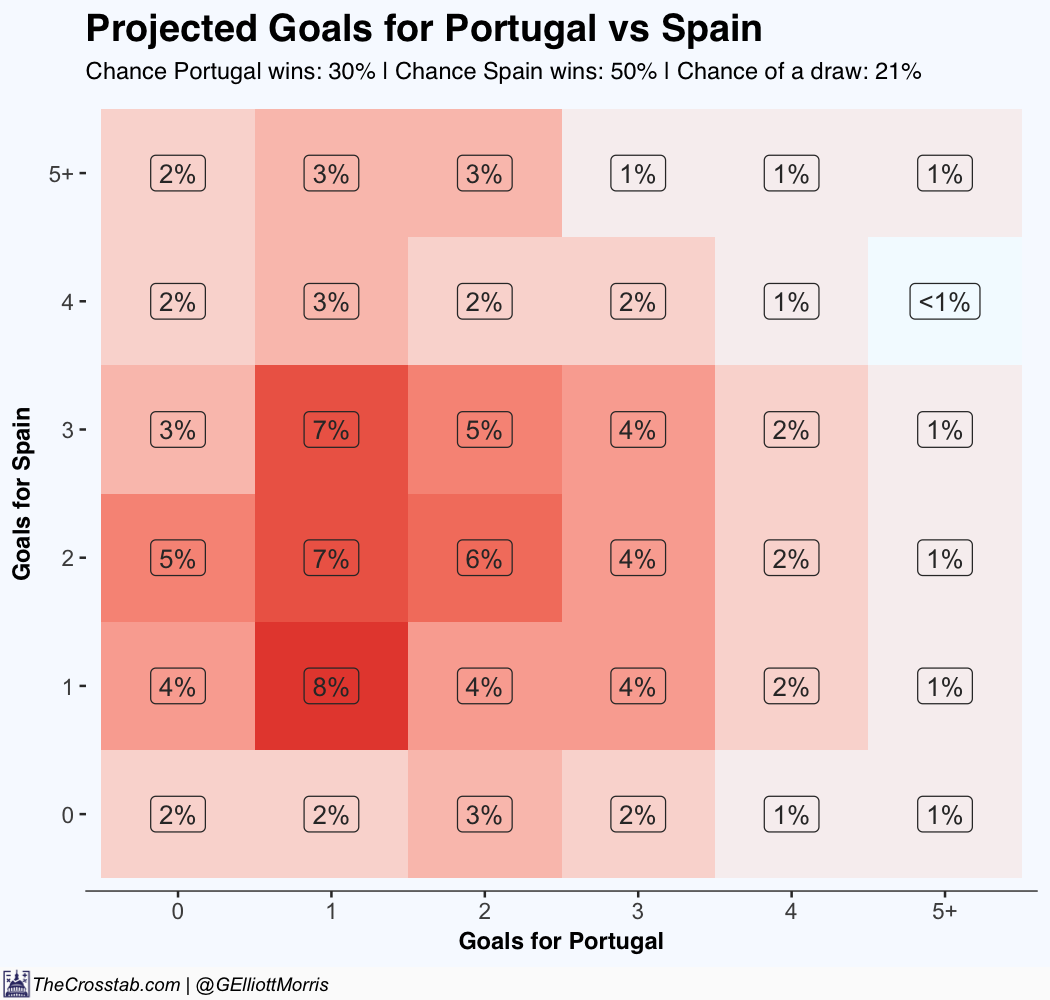 Projected Goals for Portugal vs Spain
Chance Portugal wins: 30% | Chance Spain wins: 50% | Chance of a draw: 21%
5+ 2% 3% 3% 1% 1% 1%
4 2% 3% 2% 2% 1% <1%
3 3% 7% 5% 4% 2% 1%
2 5% 7% 6% 4% 2% 1%
1 4% 8% 4% 4% 2% 1%
0 2% 2% 3% 2% 1% 1%
Goals for Spain
0 1 2 3 4 5+
Goals for Portugal
TheCrosstab.com | @GElliottMorris